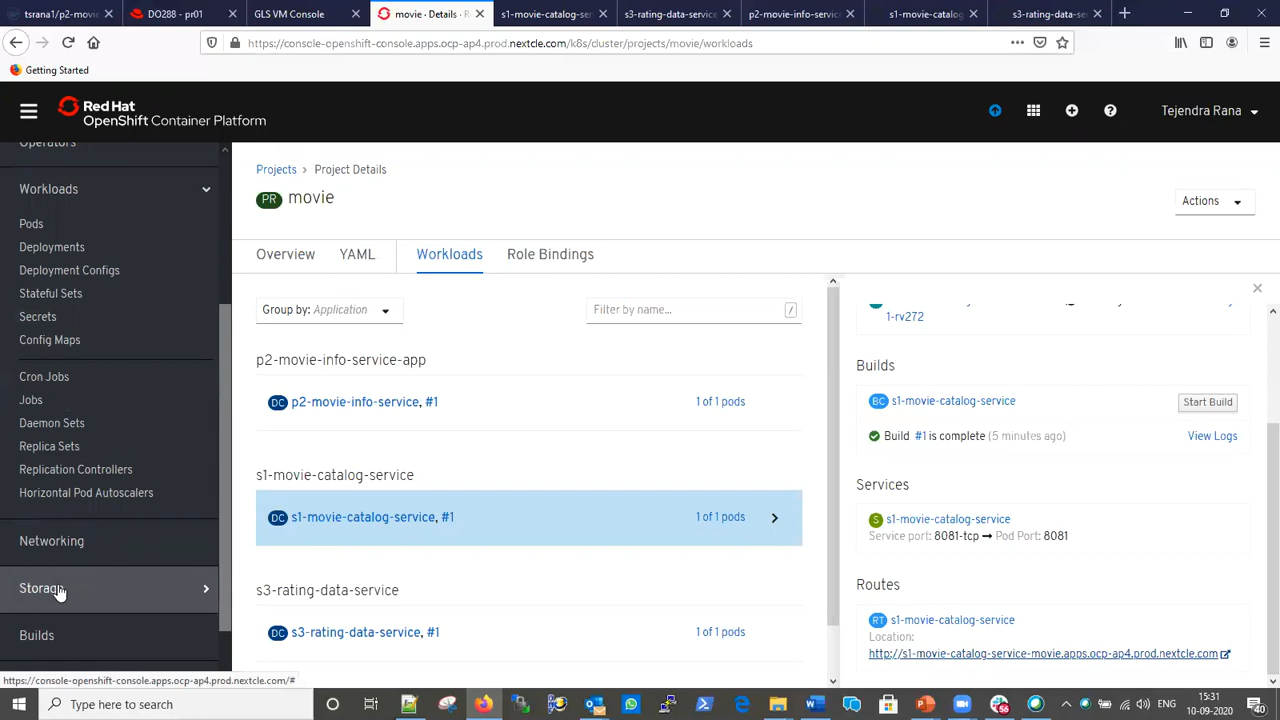 tsrana1/p2-movie
DO288 - pr01
GLS VM Console
movie · Details · R
s1-movie-catalog-ser
s3-rating-data-service
p2-movie-info-service
s1-movie-catalog
s3-rating-data-se
https://console-openshift-console.apps.ocp-ap4.prod.nextcle.com/k8s/cluster/projects/movie/workloads
Getting Started
Red Hat
OpenShift Container Platform
Tejendra Rana
Operators
Workloads
Pods
Deployments
Deployment Configs
Stateful Sets
Secrets
Config Maps
Cron Jobs
Jobs
Daemon Sets
Replica Sets
Replication Controllers
Horizontal Pod Autoscalers
Networking
Storage
Builds
Projects > Project Details
PR movie
Actions
Overview YAML Workloads Role Bindings
Group by: Application
Filter by name... /
p2-movie-info-service-app
DC p2-movie-info-service, #1 1 of 1 pods
s1-movie-catalog-service
DC s1-movie-catalog-service, #1 1 of 1 pods
s3-rating-data-service
DC s3-rating-data-service, #1 1 of 1 pods
1-rv272
Builds
BC s1-movie-catalog-service Start Build
Build #1 is complete (5 minutes ago) View Logs
Services
S s1-movie-catalog-service
Service port: 8081-tcp → Pod Port: 8081
Routes
RT s1-movie-catalog-service
Location:
http://s1-movie-catalog-service-movie.apps.ocp-ap4.prod.nextcle.com
https://console-openshift-console.apps.ocp-ap4.prod.nextcle.com/#
Type here to search
ENG
15:31
10-09-2020